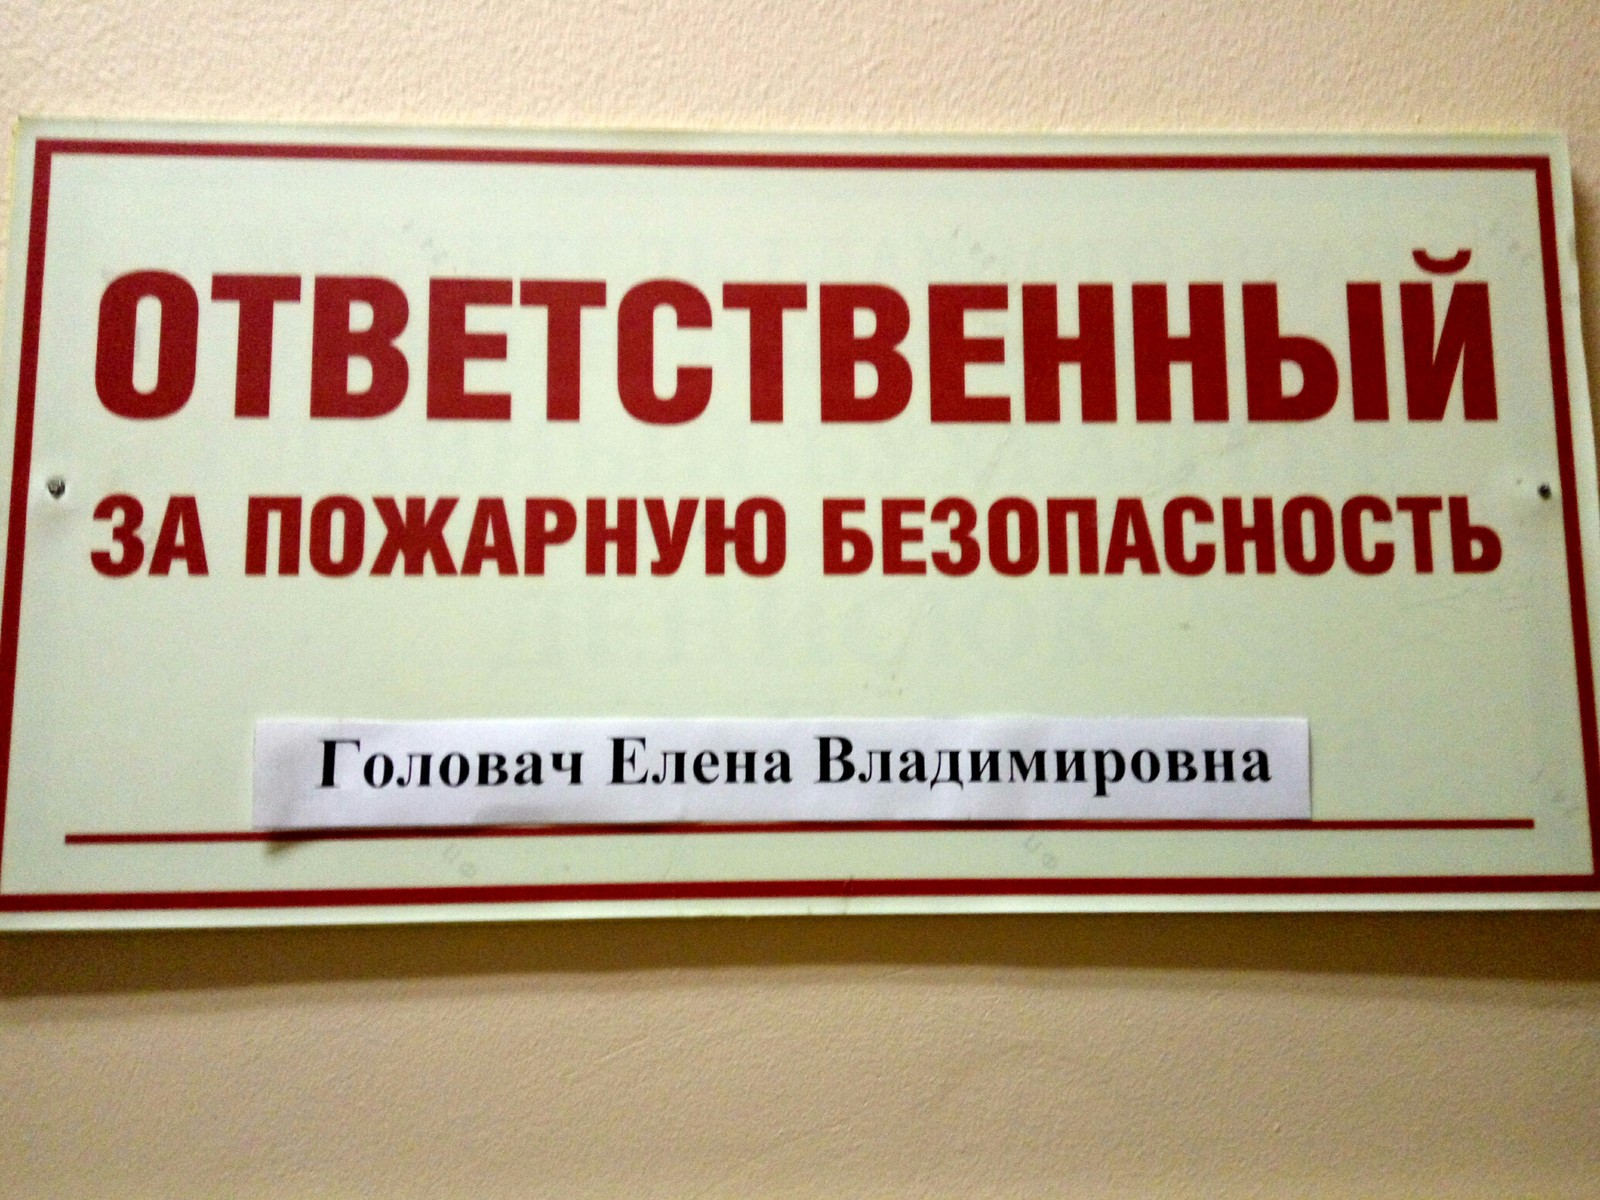 ОТВЕТСТВЕННЫЙ
ЗА ПОЖАРНУЮ БЕЗОПАСНОСТЬ
Головач Елена Владимировна